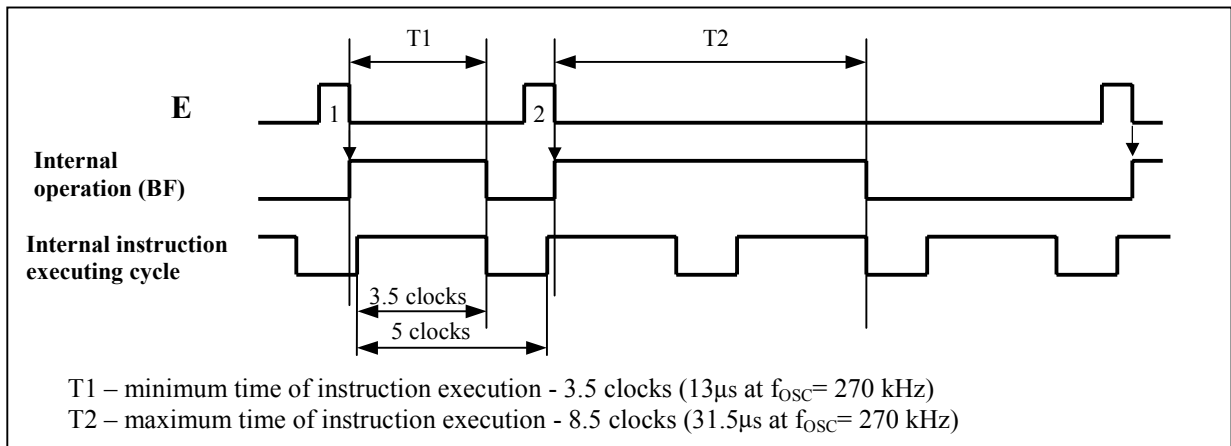 T1
T2
E
1
2
Internal
operation (BF)
Internal instruction
executing cycle
3.5 clocks
5 clocks
T1 – minimum time of instruction execution - 3.5 clocks (13μs at fOSC= 270 kHz)
T2 – maximum time of instruction execution - 8.5 clocks (31.5μs at fOSC= 270 kHz)